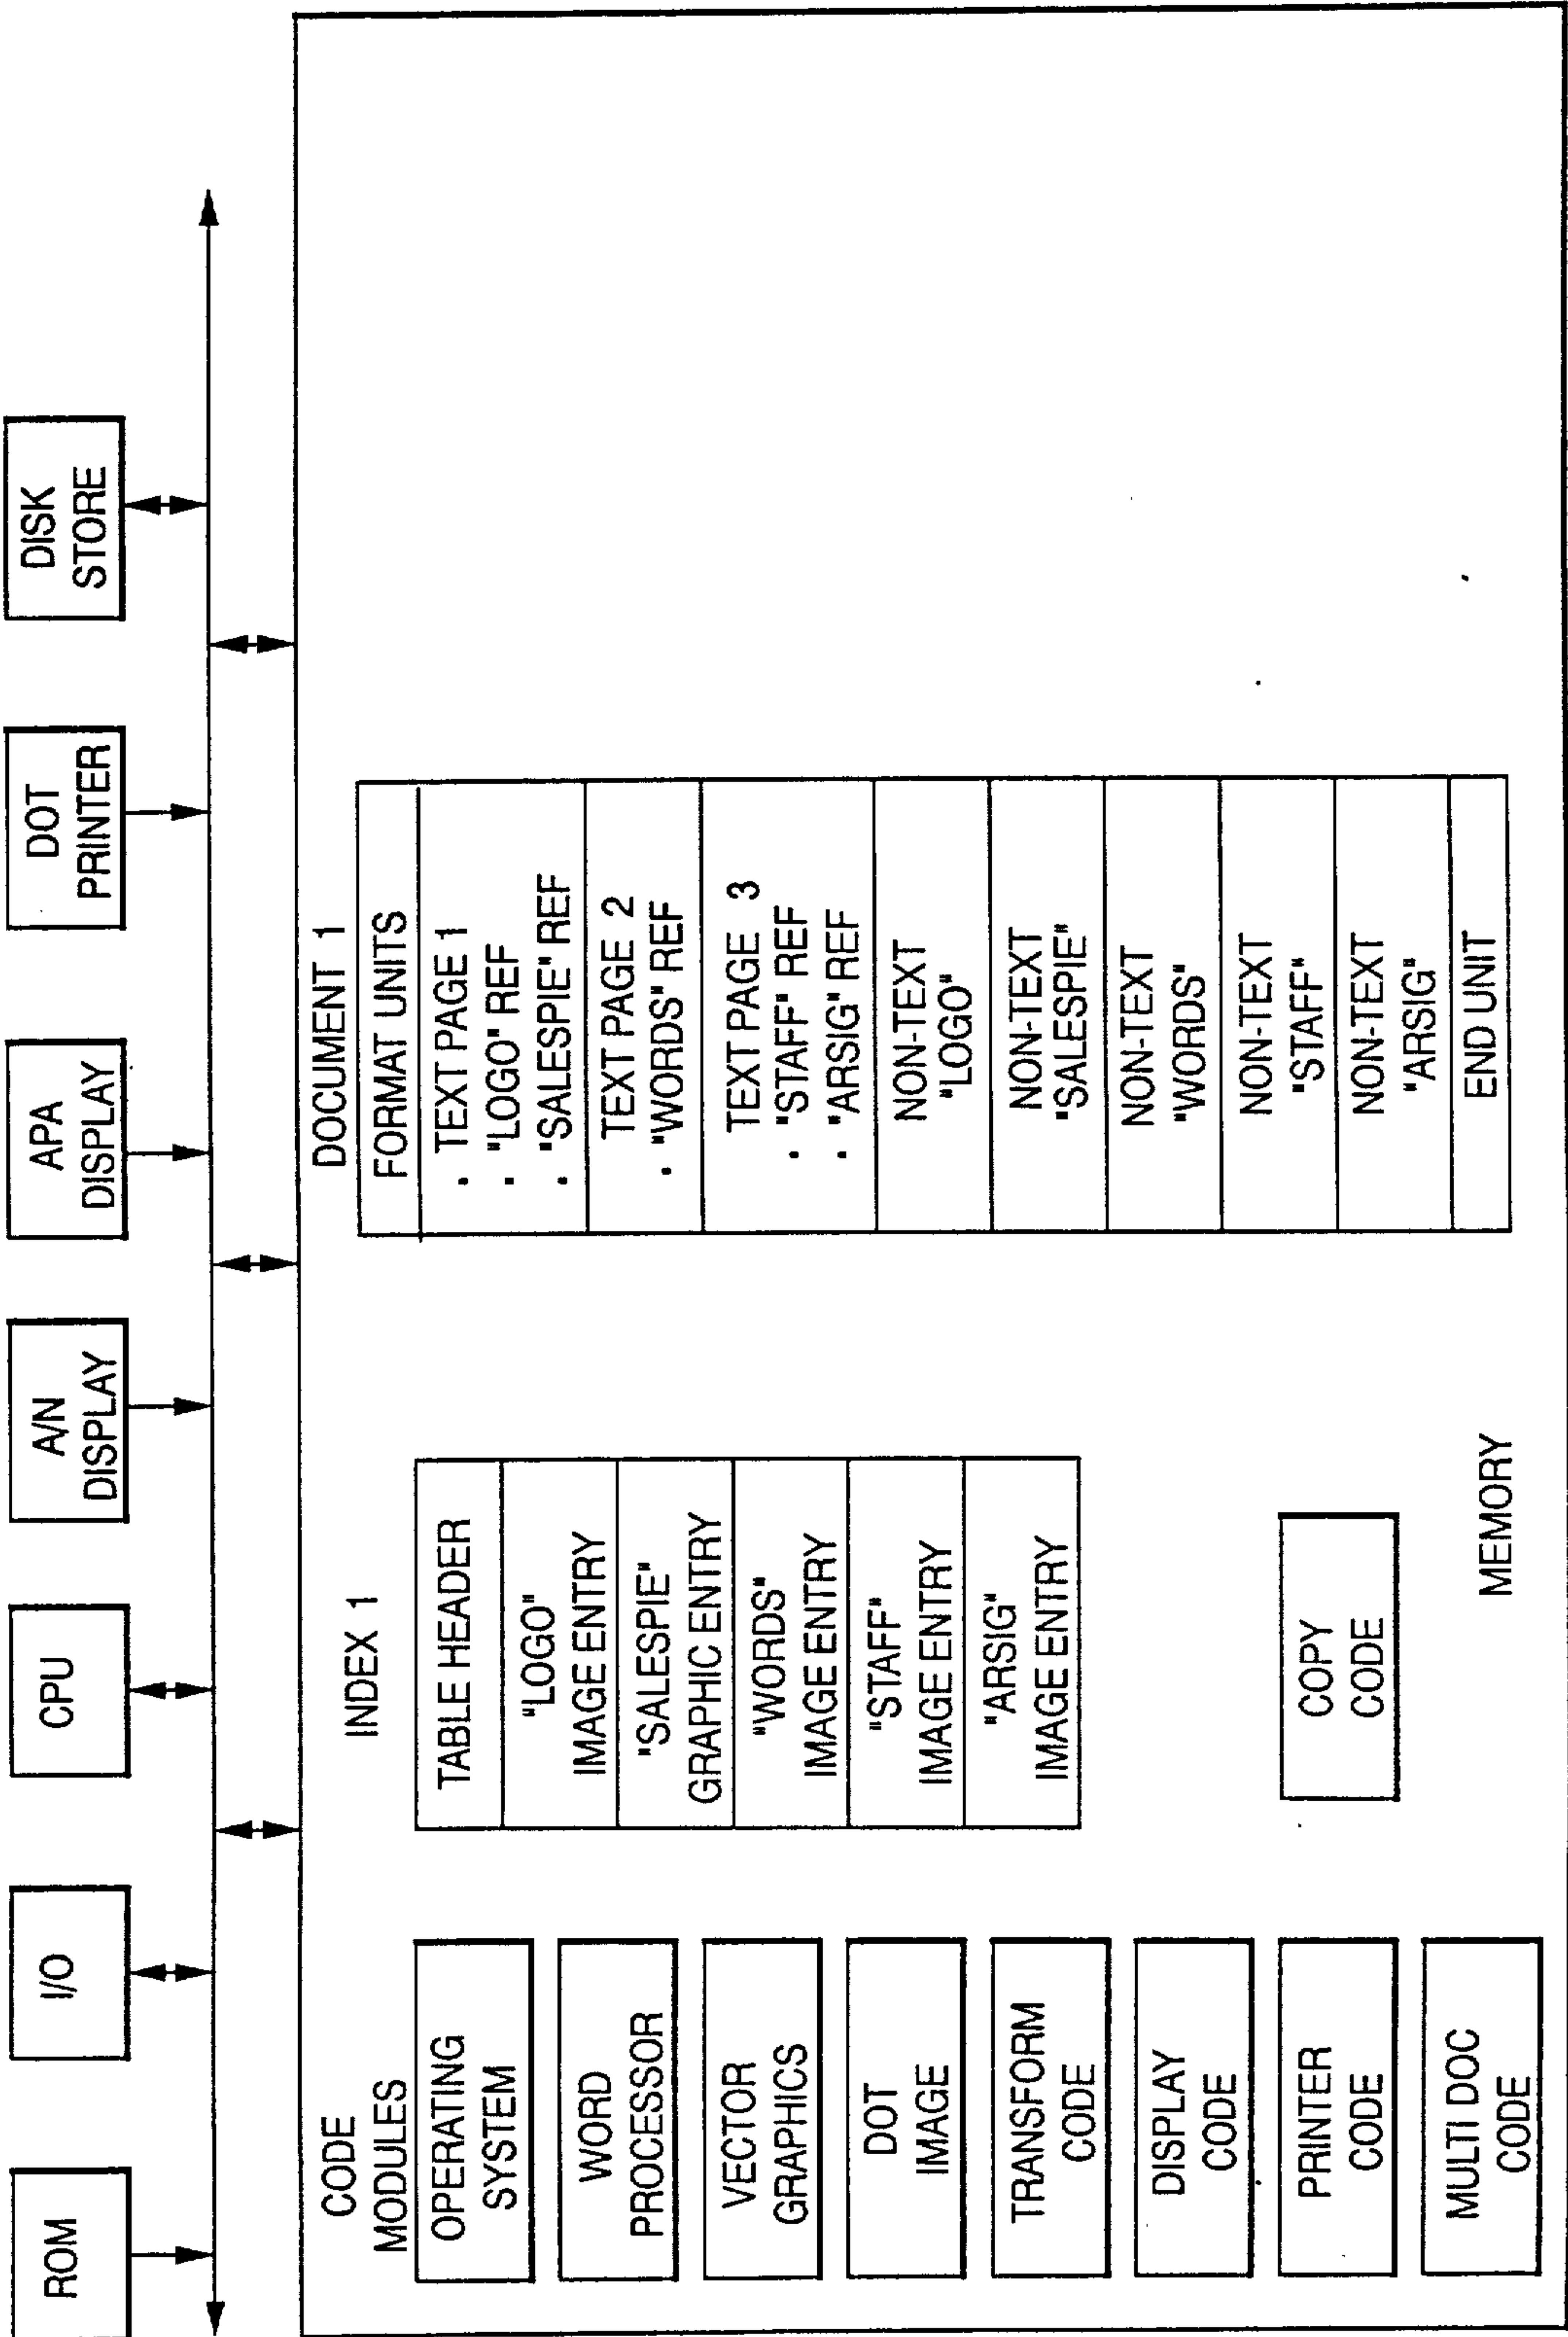 ROM
I/O
CPU
A/N
DISPLAY
APA
DISPLAY
DOT
PRINTER
DISK
STORE
CODE
MODULES
OPERATING
SYSTEM
WORD
PROCESSOR
VECTOR
GRAPHICS
DOT
IMAGE
TRANSFORM
CODE
DISPLAY
CODE
PRINTER
CODE
MULTI DOC
CODE
INDEX 1
TABLE HEADER
"LOGO"
IMAGE ENTRY
"SALESPIE"
GRAPHIC ENTRY
"WORDS"
IMAGE ENTRY
"STAFF"
IMAGE ENTRY
"ARSIG"
IMAGE ENTRY
COPY
CODE
MEMORY
DOCUMENT 1
FORMAT UNITS
· TEXT PAGE 1
· "LOGO" REF
· "SALESPIE" REF
TEXT PAGE 2
· "WORDS" REF
TEXT PAGE 3
· "STAFF" REF
· "ARSIG" REF
NON-TEXT
"LOGO"
NON-TEXT
"SALESPIE"
NON-TEXT
"WORDS"
NON-TEXT
"STAFF"
NON-TEXT
"ARSIG"
END UNIT